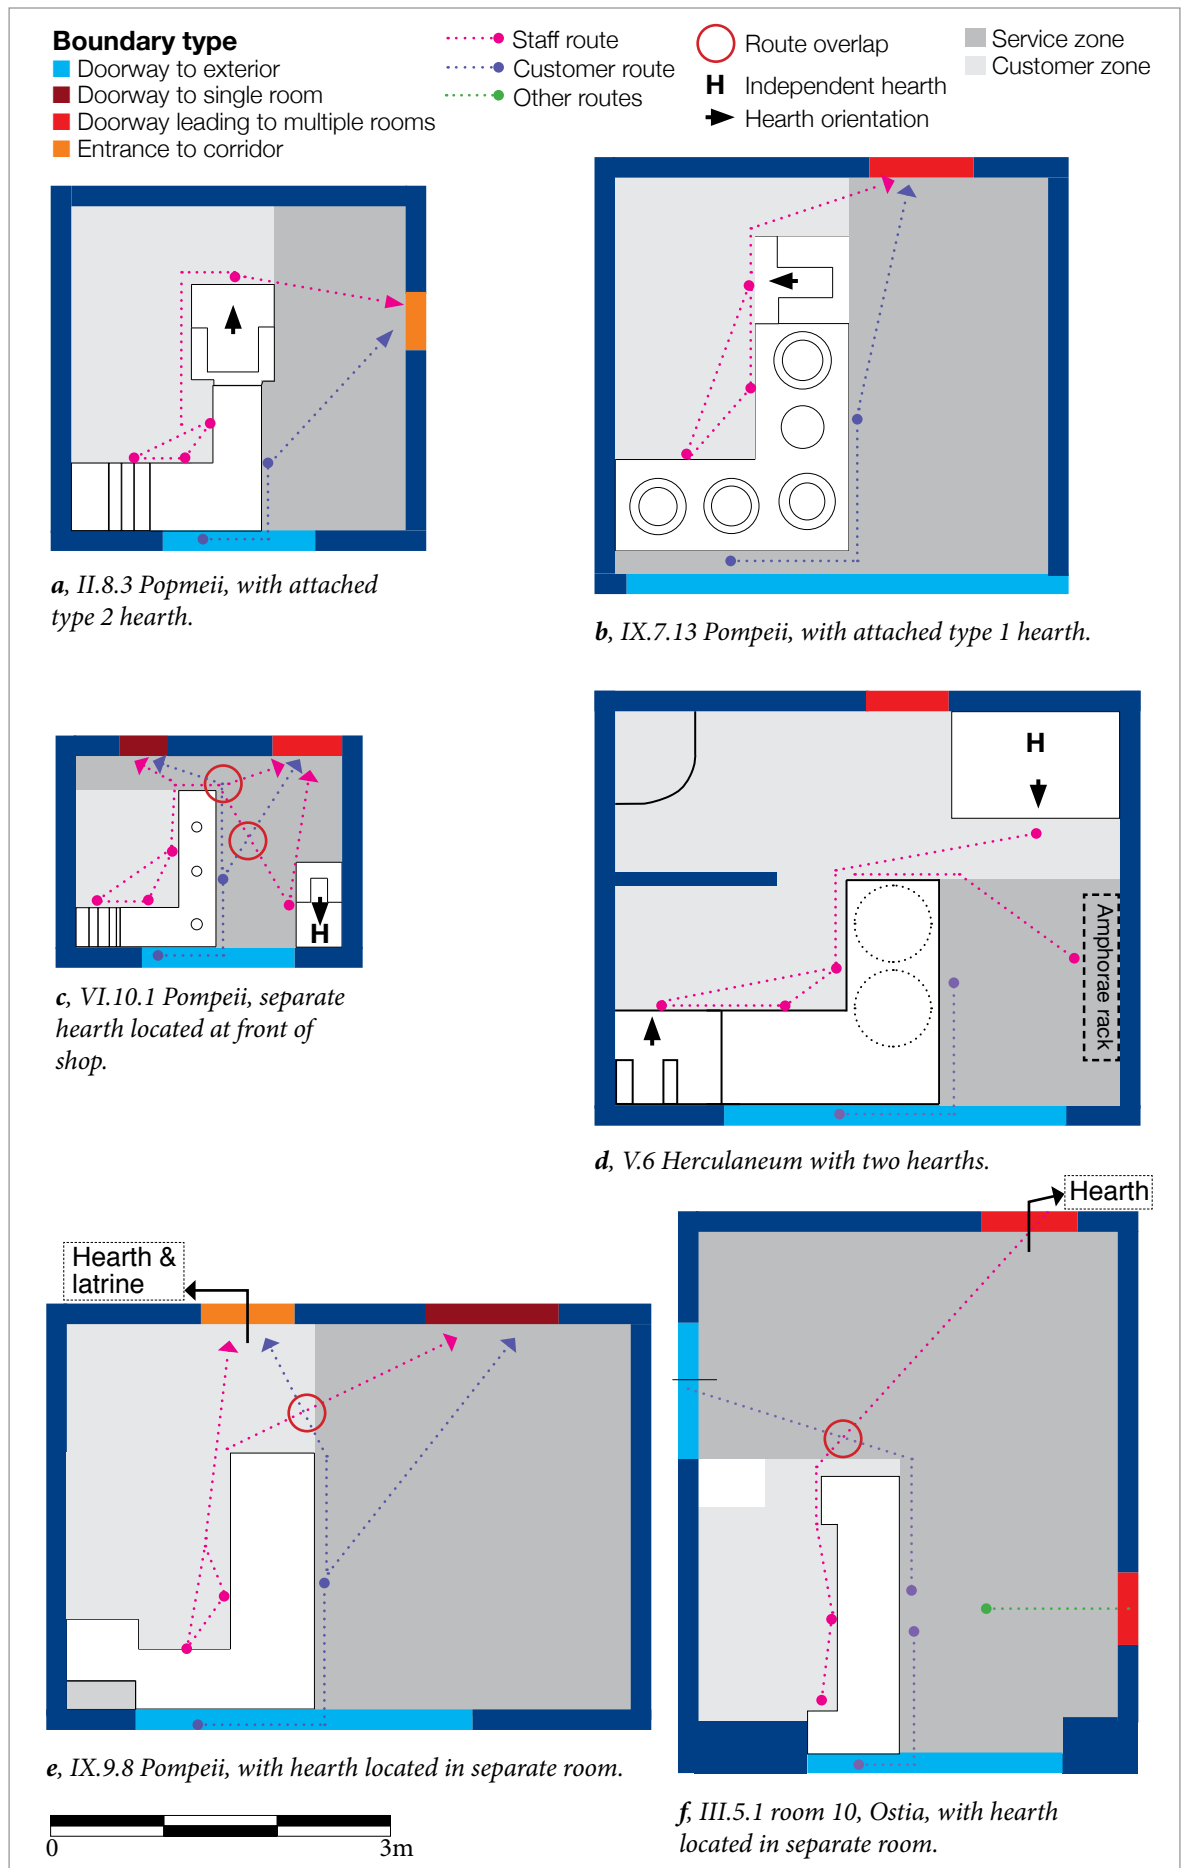 Boundary type
Doorway to exterior
Doorway to single room
Doorway leading to multiple rooms
Entrance to corridor
Staff route
Customer route
Other routes
Route overlap
H Independent hearth
Hearth orientation
Service zone
Customer zone
a, II.8.3 Popmeii, with attached
type 2 hearth.
b, IX.7.13 Pompeii, with attached type 1 hearth.
H
c, VI.10.1 Pompeii, separate
hearth located at front of
shop.
H
Amphorae rack
d, V.6 Herculaneum with two hearths.
Hearth &
latrine
e, IX.9.8 Pompeii, with hearth located in separate room.
Hearth
f, III.5.1 room 10, Ostia, with hearth
located in separate room.
0 3m